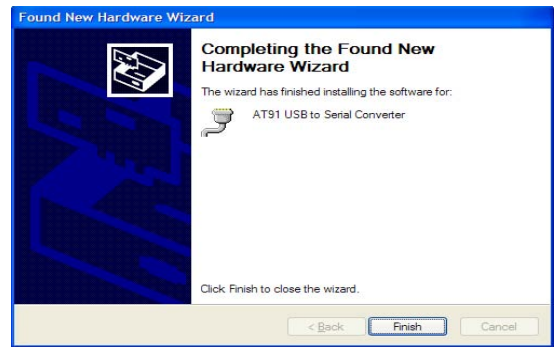 Found New Hardware Wizard
Completing the Found New
Hardware Wizard
The wizard has finished installing the software for:
AT91 USB to Serial Converter
Click Finish to close the wizard.
< Back
Finish
Cancel